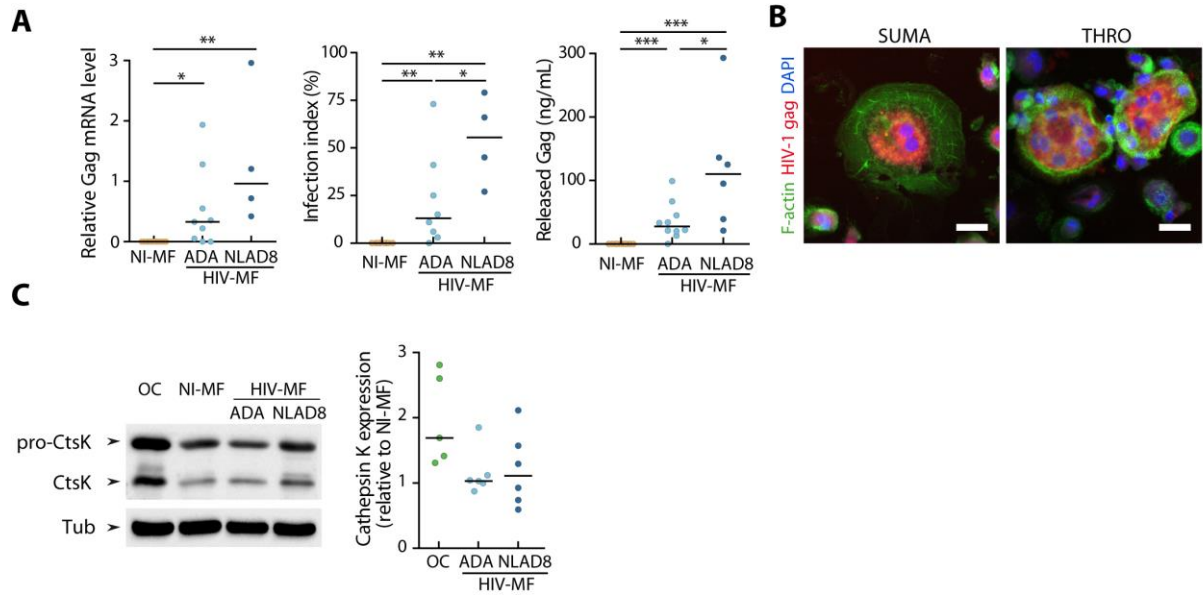 A
Relative Gag mRNA level
3
2
1
0
**
*
NI-MF ADA NLAD8
HIV-MF
Infection index (%)
100
75
50
25
0
**
** *
NI-MF ADA NLAD8
HIV-MF
Released Gag (ng/mL)
300
200
100
0
***
*** *
NI-MF ADA NLAD8
HIV-MF
B
SUMA THRO
F-actin HIV-1 gag DAPI
C
OC NI-MF HIV-MF
ADA NLAD8
pro-CtsK
CtsK
Tub
Cathepsin K expression
(relative to NI-MF)
3
2
1
0
OC ADA NLAD8
HIV-MF